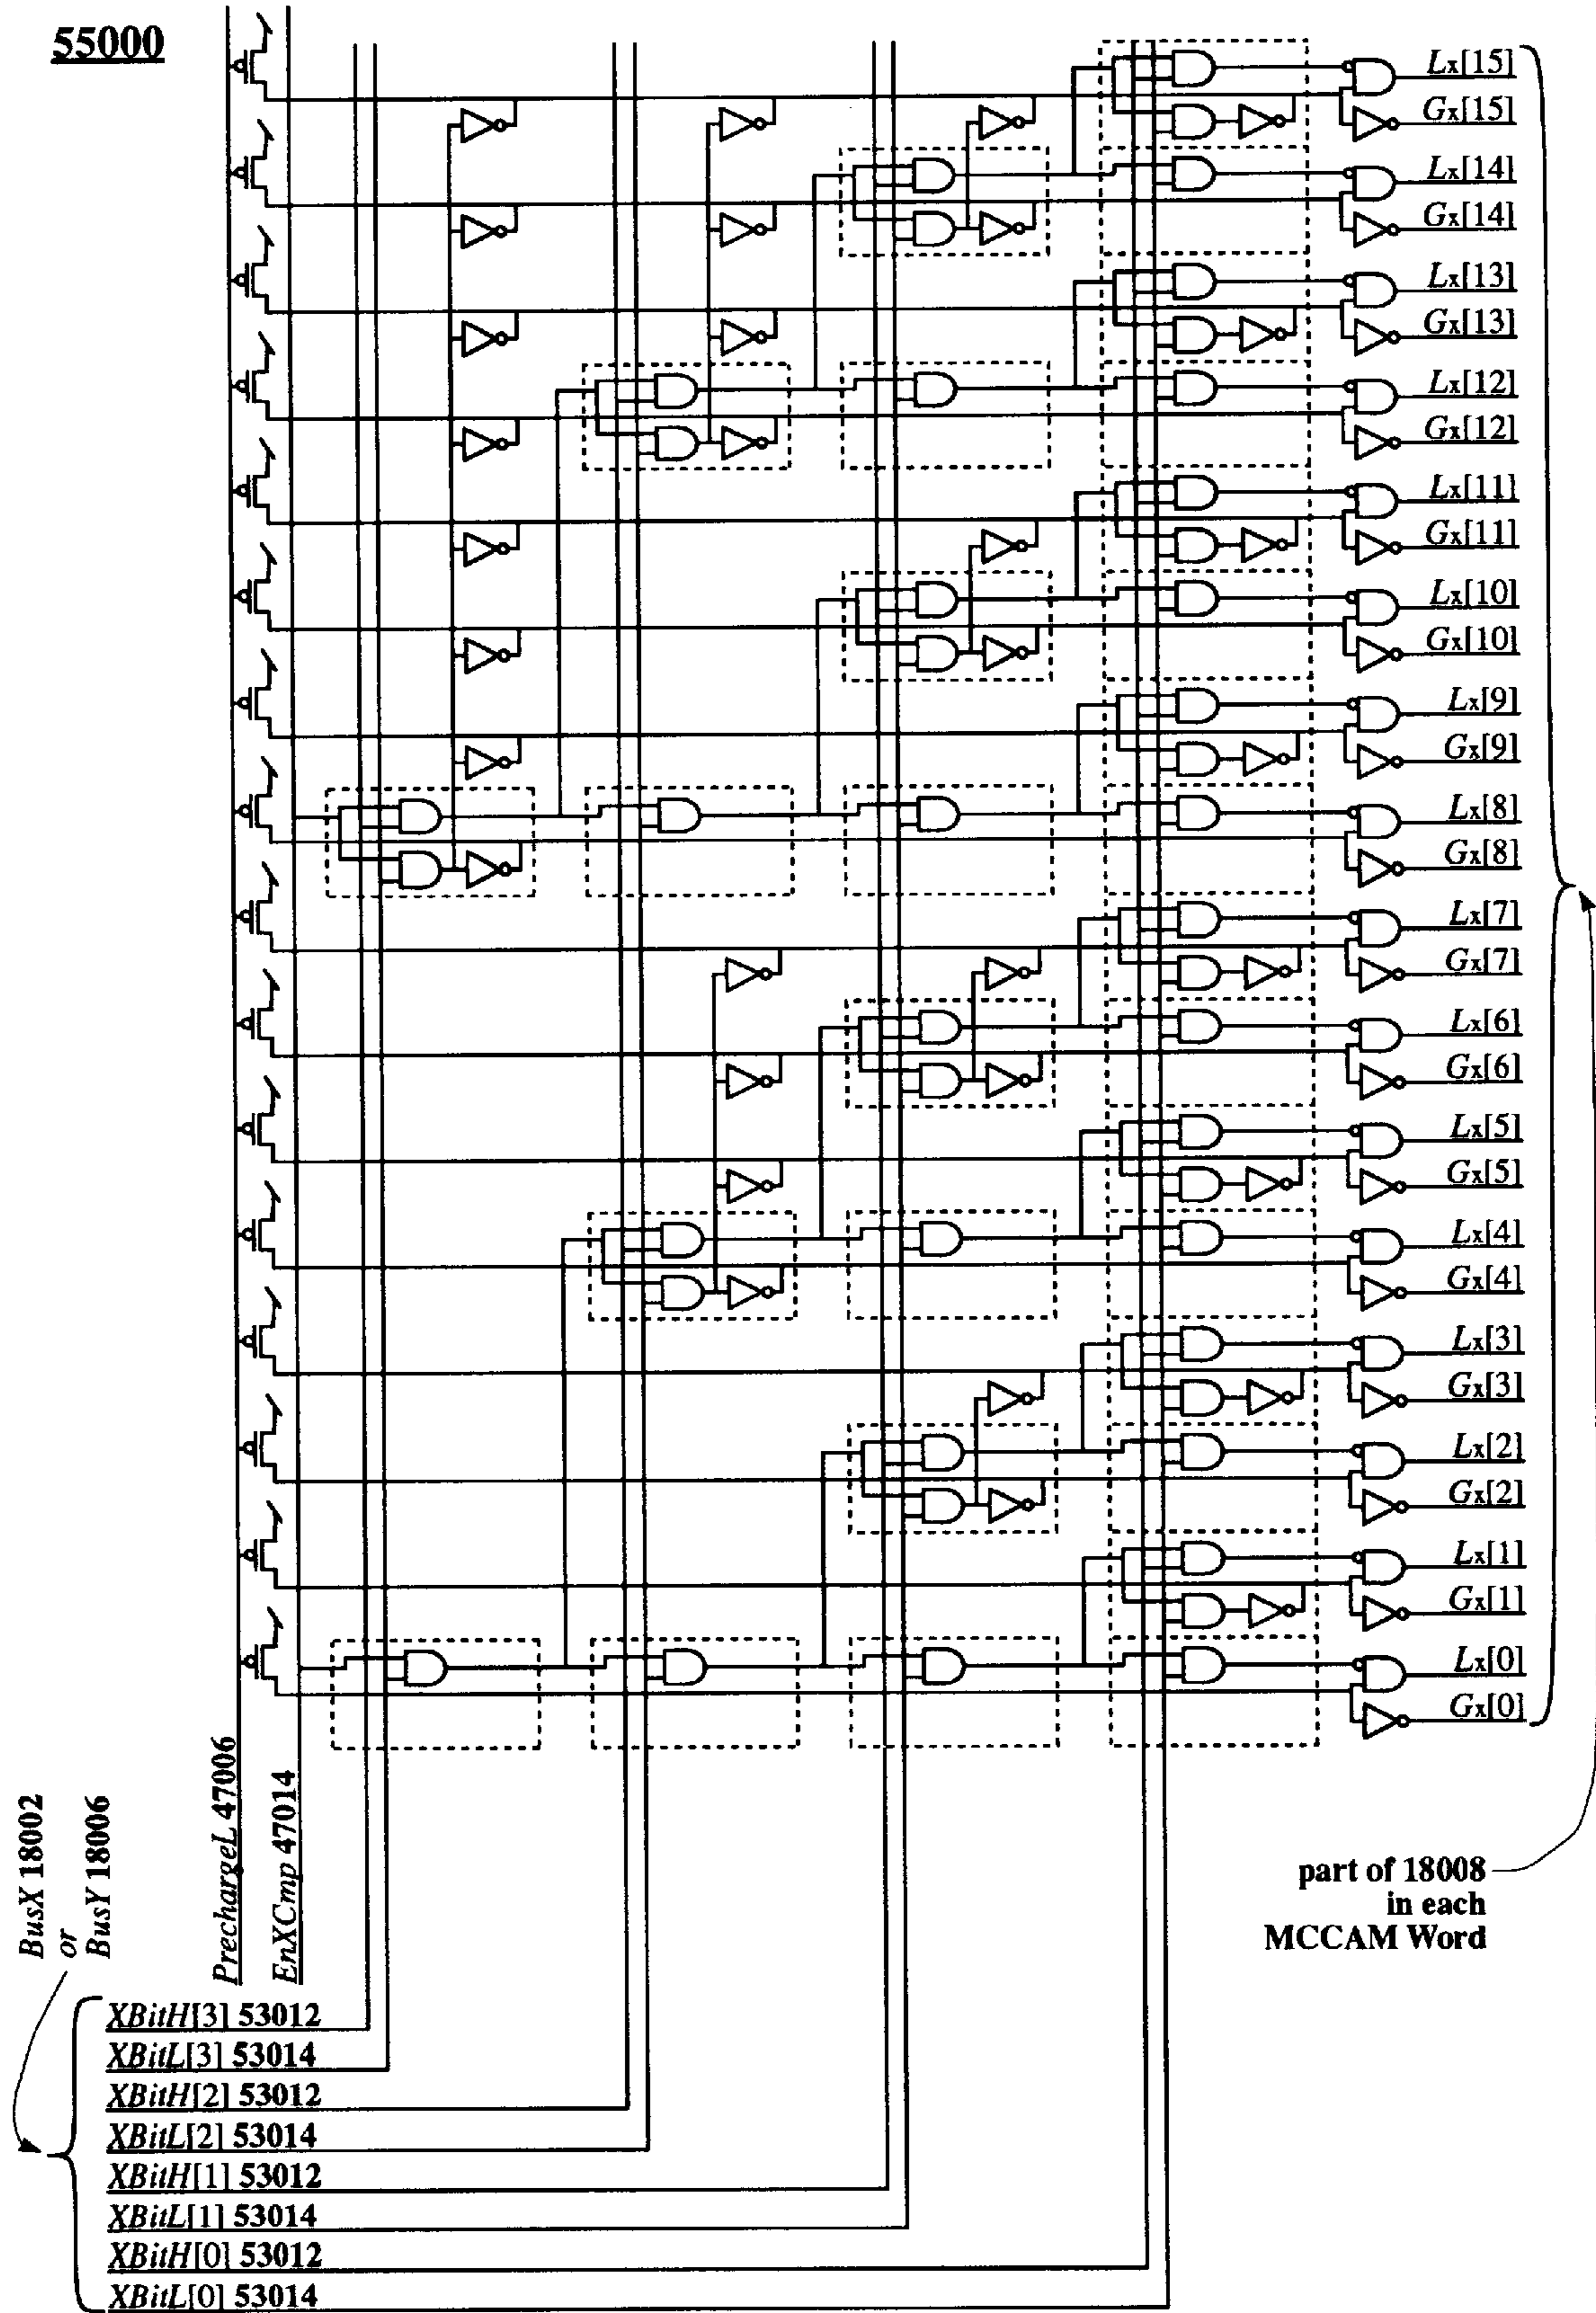 55000
Lx[15]
Gx[15]
Lx[14]
Gx[14]
Lx[13]
Gx[13]
Lx[12]
Gx[12]
Lx[11]
Gx[11]
Lx[10]
Gx[10]
Lx[9]
Gx[9]
Lx[8]
Gx[8]
Lx[7]
Gx[7]
Lx[6]
Gx[6]
Lx[5]
Gx[5]
Lx[4]
Gx[4]
Lx[3]
Gx[3]
Lx[2]
Gx[2]
Lx[1]
Gx[1]
Lx[0]
Gx[0]
BusX 18002
or
BusY 18006
PrechargeL 47006
EnXCmp 47014
part of 18008
in each
MCCAM Word
XBitH[3] 53012
XBitL[3] 53014
XBitH[2] 53012
XBitL[2] 53014
XBitH[1] 53012
XBitL[1] 53014
XBitH[0] 53012
XBitL[0] 53014